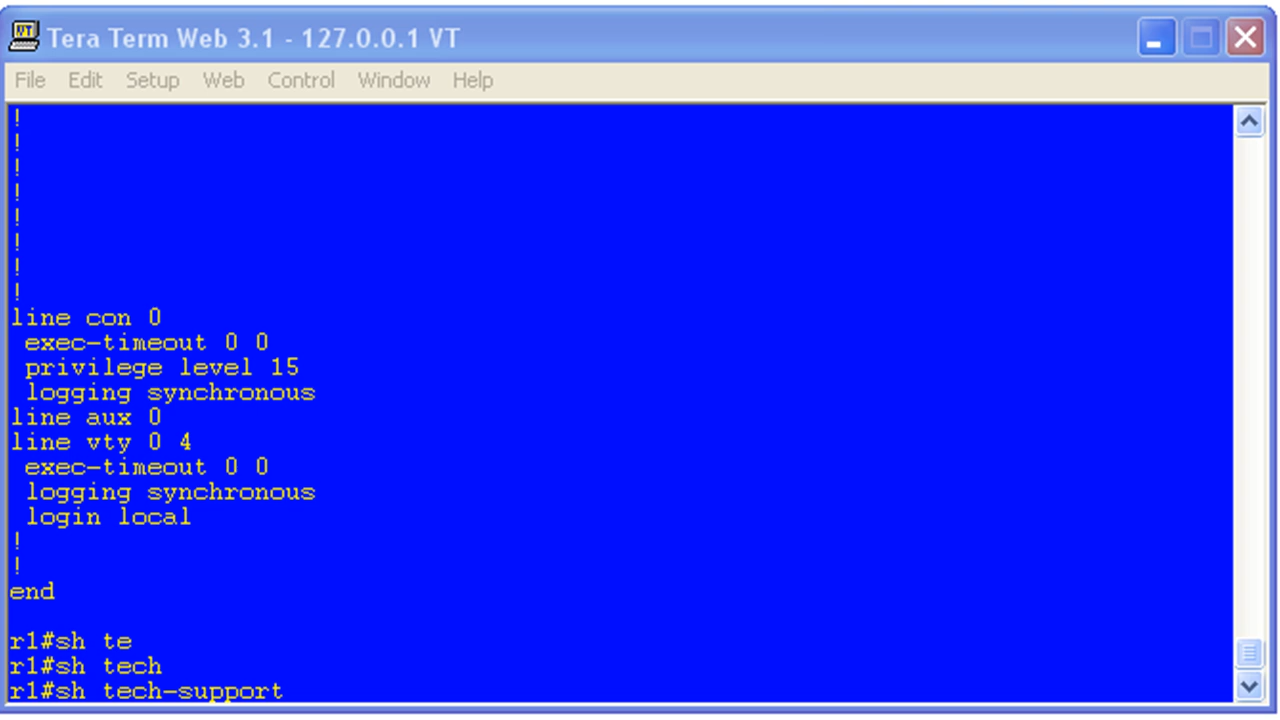 Tera Term Web 3.1 - 127.0.0.1 VT
File Edit Setup Web Control Window Help
!
!
!
!
!
!
!
!
line con 0
 exec-timeout 0 0
 privilege level 15
 logging synchronous
line aux 0
line vty 0 4
 exec-timeout 0 0
 logging synchronous
 login local
!
!
end
r1#sh te
r1#sh tech
r1#sh tech-support